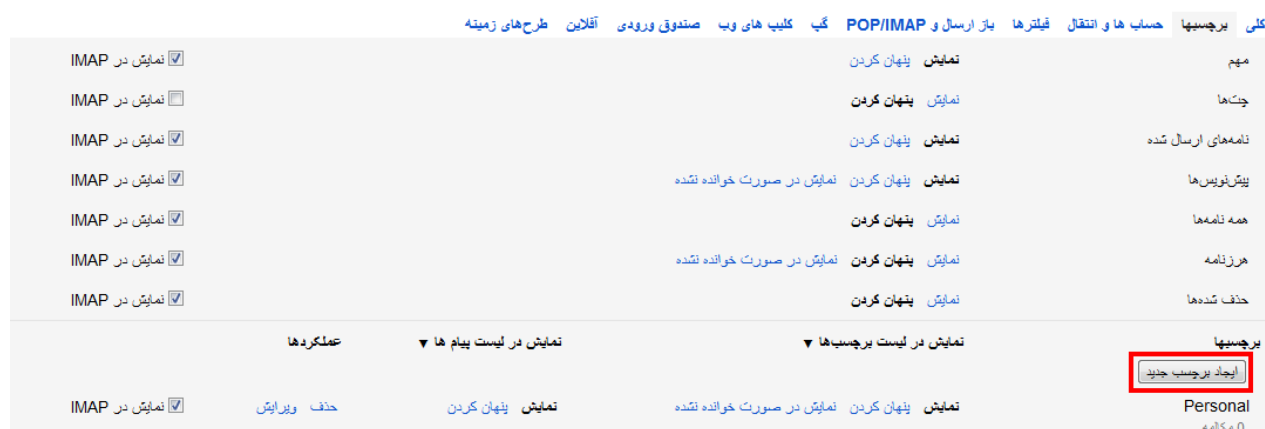 کلی برچسبها حساب ها و انتقال فیلترها باز ارسال و POP/IMAP گپ کلیپ های وب صندوق ورودی آفلاین طرح‌های زمینه
مهم نمایش پنهان کردن نمایش در IMAP
چت‌ها نمایش پنهان کردن نمایش در IMAP
نامه‌های ارسال شده نمایش پنهان کردن نمایش در IMAP
پیش‌نویس‌ها نمایش پنهان کردن نمایش در صورت خوانده نشده نمایش در IMAP
همه نامه‌ها نمایش پنهان کردن نمایش در IMAP
هرزنامه نمایش پنهان کردن نمایش در صورت خوانده نشده نمایش در IMAP
حذف شده‌ها نمایش پنهان کردن نمایش در IMAP
برچسبها نمایش در لیست برچسب‌ها ▼ نمایش در لیست پیام ها ▼ عملکردها
ایجاد برچسب جدید
Personal نمایش پنهان کردن نمایش در صورت خوانده نشده نمایش پنهان کردن حذف ویرایش نمایش در IMAP
0 مکالمه